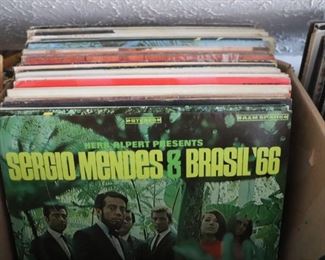 STEREO
HERB ALPERT PRESENTS
SERGIO MENDES & BRASIL '66